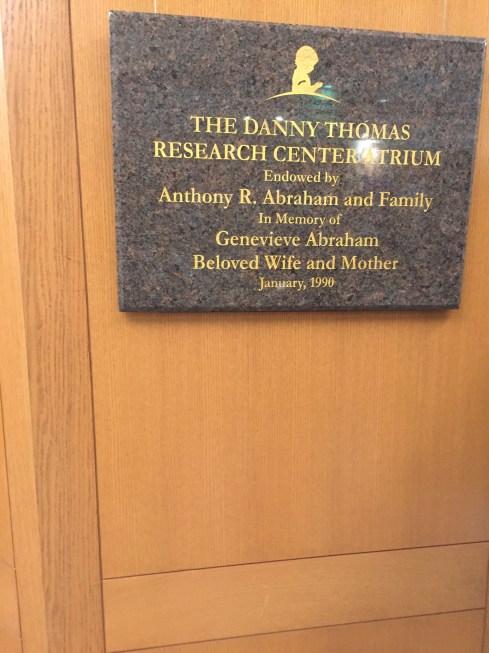 THE DANNY THOMAS
RESEARCH CENTER ATRIUM
Endowed by
Anthony R. Abraham and Family
In Memory of
Genevieve Abraham
Beloved Wife and Mother
January, 1990